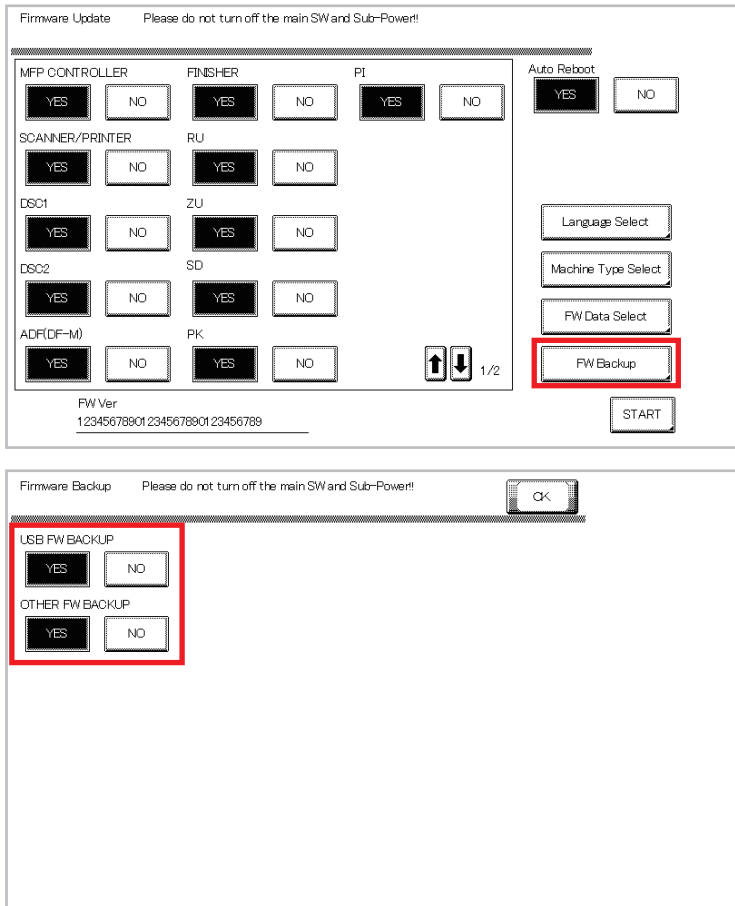 Firmware Update Please do not turn off the main SW and Sub-Power!!
MFP CONTROLLER FINISHER PI Auto Reboot
YES NO YES NO YES NO YES NO
SCANNER/PRINTER RU
YES NO YES NO
DSC1 ZU
YES NO YES NO Language Select
DSC2 SD Machine Type Select
YES NO YES NO FW Data Select
ADF(DF-M) PK
YES NO YES NO 1/2 FW Backup
FW Ver
12345678901234567890123456789
START
Firmware Backup Please do not turn off the main SW and Sub-Power!! OK
USB FW BACKUP
YES NO
OTHER FW BACKUP
YES NO